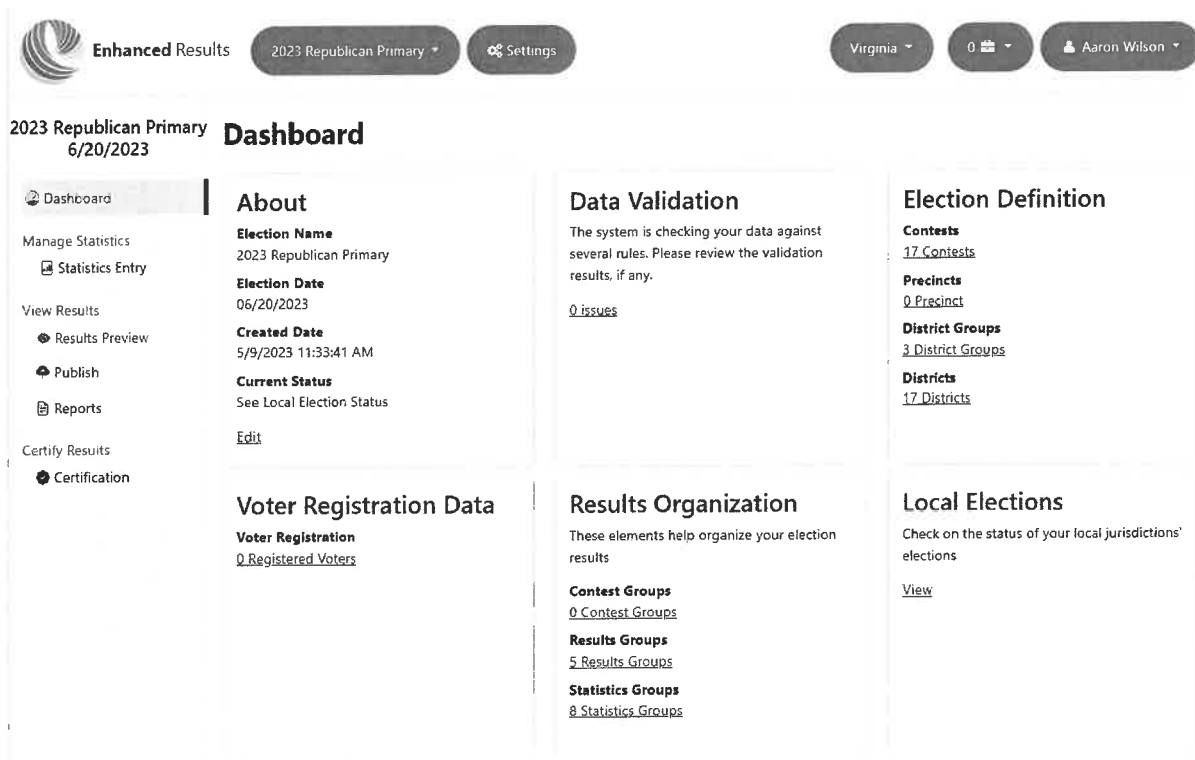 Enhanced Results
2023 Republican Primary
Settings
Virginia
0
Aaron Wilson
2023 Republican Primary
6/20/2023
Dashboard
Manage Statistics
Statistics Entry
View Results
Results Preview
Publish
Reports
Certify Results
Certification
Dashboard
About
Election Name
2023 Republican Primary
Election Date
06/20/2023
Created Date
5/9/2023 11:33:41 AM
Current Status
See Local Election Status
Edit
Data Validation
The system is checking your data against
several rules. Please review the validation
results, if any.
0 issues
Election Definition
Contests
17 Contests
Precincts
0 Precinct
District Groups
3 District Groups
Districts
17 Districts
Voter Registration Data
Voter Registration
0 Registered Voters
Results Organization
These elements help organize your election
results
Contest Groups
0 Contest Groups
Results Groups
5 Results Groups
Statistics Groups
8 Statistics Groups
Local Elections
Check on the status of your local jurisdictions'
elections
View